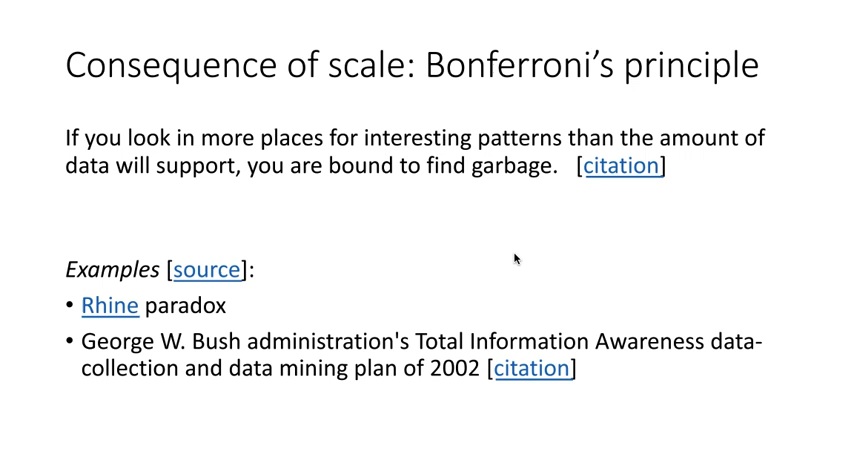 Consequence of scale: Bonferroni’s principle
If you look in more places for interesting patterns than the amount of
data will support, you are bound to find garbage. [citation]
Examples [source]:
• Rhine paradox
• George W. Bush administration's Total Information Awareness data-
collection and data mining plan of 2002 [citation]